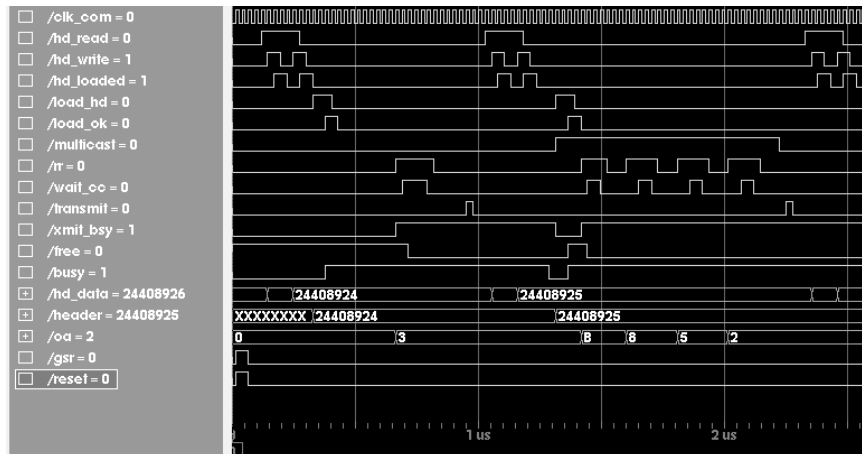 /clk_com = 0
/hd_read = 0
/hd_write = 1
/hd_loaded = 1
/load_hd = 0
/load_ok = 0
/multicast = 0
/rr = 0
/wait_cc = 0
/transmit = 0
/xmit_bsy = 1
/free = 0
/busy = 1
/hd_data = 24408926 24408924 24408925
/header = 24408925 XXXXXXXX 24408924 24408925
/oa = 2 0 3 B 8 5 2
/gsr = 0
/reset = 0
1 us 2 us